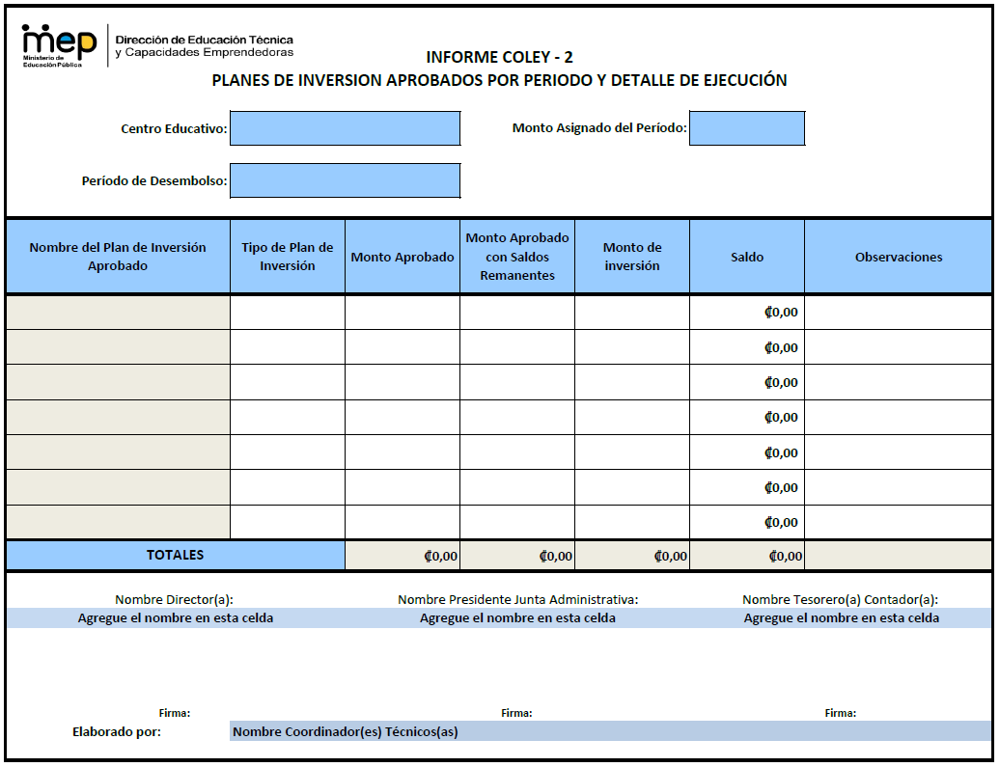 mep
Ministerio de
Educación Pública
Dirección de Educación Técnica
y Capacidades Emprendedoras
INFORME COLEY - 2
PLANES DE INVERSION APROBADOS POR PERIODO Y DETALLE DE EJECUCIÓN
Centro Educativo:
Monto Asignado del Período:
Período de Desembolso:
Nombre del Plan de Inversión
Aprobado
Tipo de Plan de
Inversión
Monto Aprobado
Monto Aprobado
con Saldos
Remanentes
Monto de
inversión
Saldo
Observaciones
₡0,00
₡0,00
₡0,00
₡0,00
₡0,00
₡0,00
₡0,00
TOTALES ₡0,00 ₡0,00 ₡0,00 ₡0,00
Nombre Director(a): Nombre Presidente Junta Administrativa: Nombre Tesorero(a) Contador(a):
Agregue el nombre en esta celda Agregue el nombre en esta celda Agregue el nombre en esta celda
Firma: Firma: Firma:
Elaborado por: Nombre Coordinador(es) Técnicos(as)